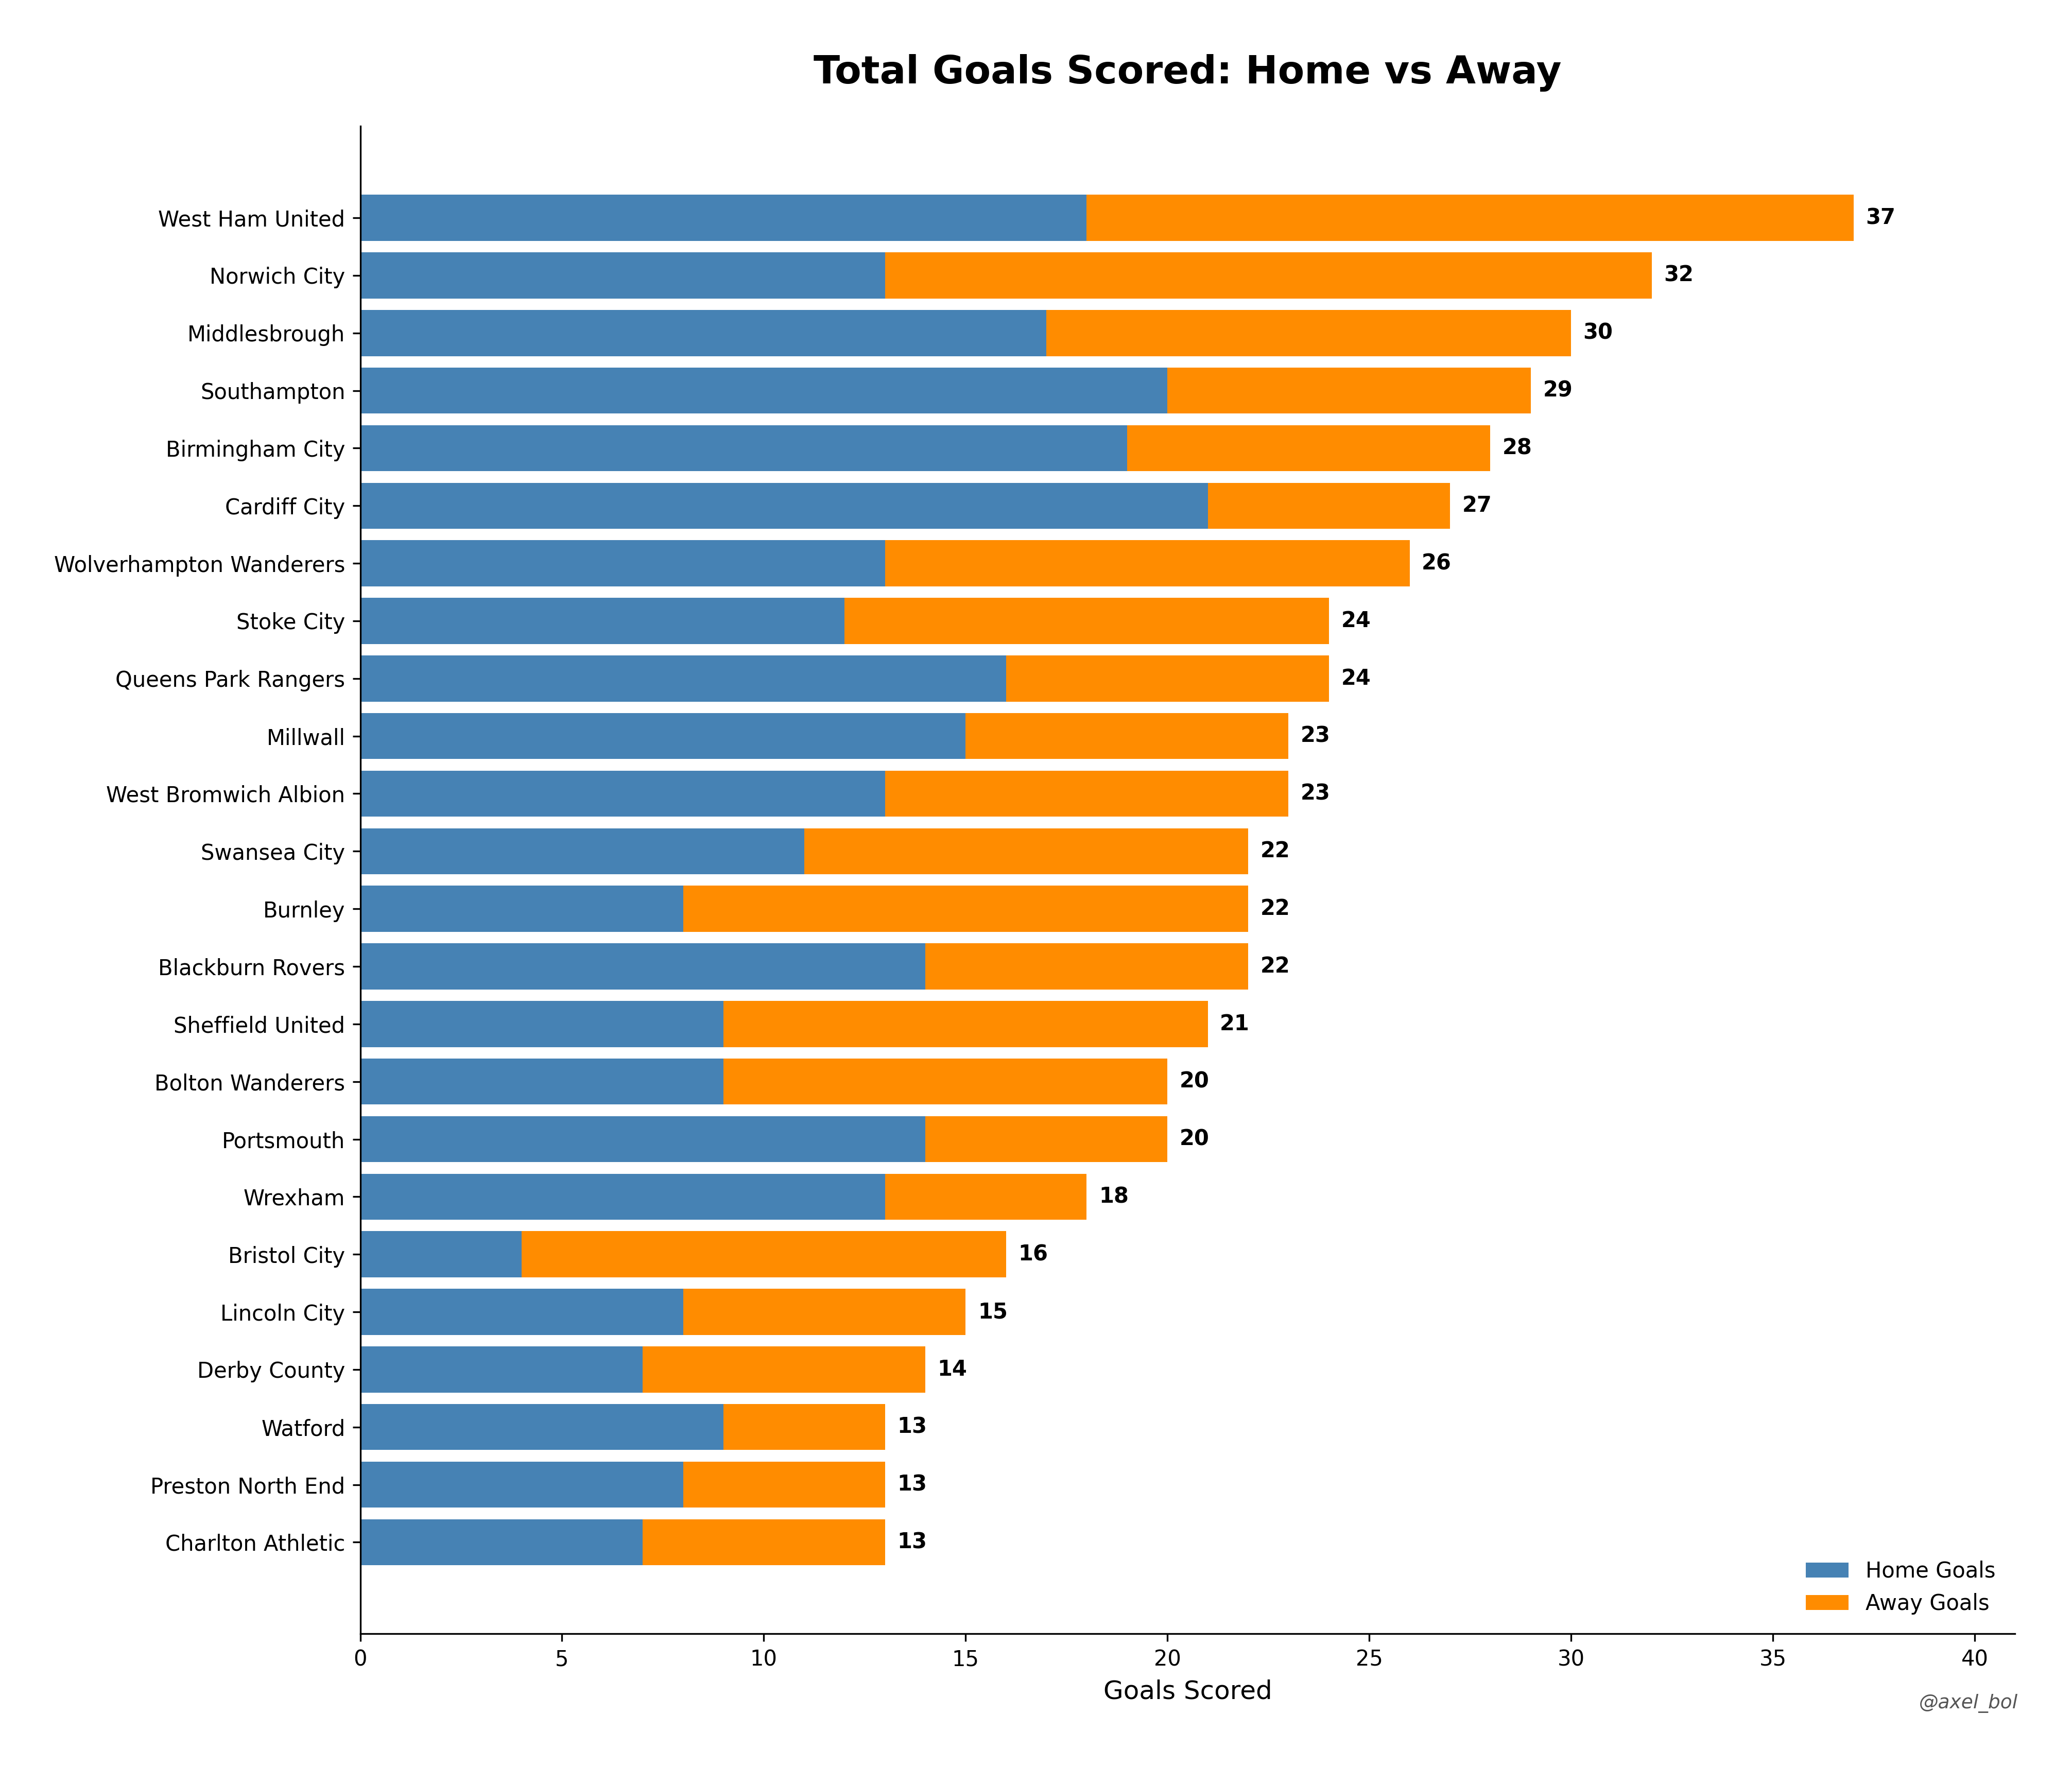 Total Goals Scored: Home vs Away
West Ham United 37
Norwich City 32
Middlesbrough 30
Southampton 29
Birmingham City 28
Cardiff City 27
Wolverhampton Wanderers 26
Stoke City 24
Queens Park Rangers 24
Millwall 23
West Bromwich Albion 23
Swansea City 22
Burnley 22
Blackburn Rovers 22
Sheffield United 21
Bolton Wanderers 20
Portsmouth 20
Wrexham 18
Bristol City 16
Lincoln City 15
Derby County 14
Watford 13
Preston North End 13
Charlton Athletic 13
Home Goals
Away Goals
0 5 10 15 20 25 30 35 40
Goals Scored
@axel_bol